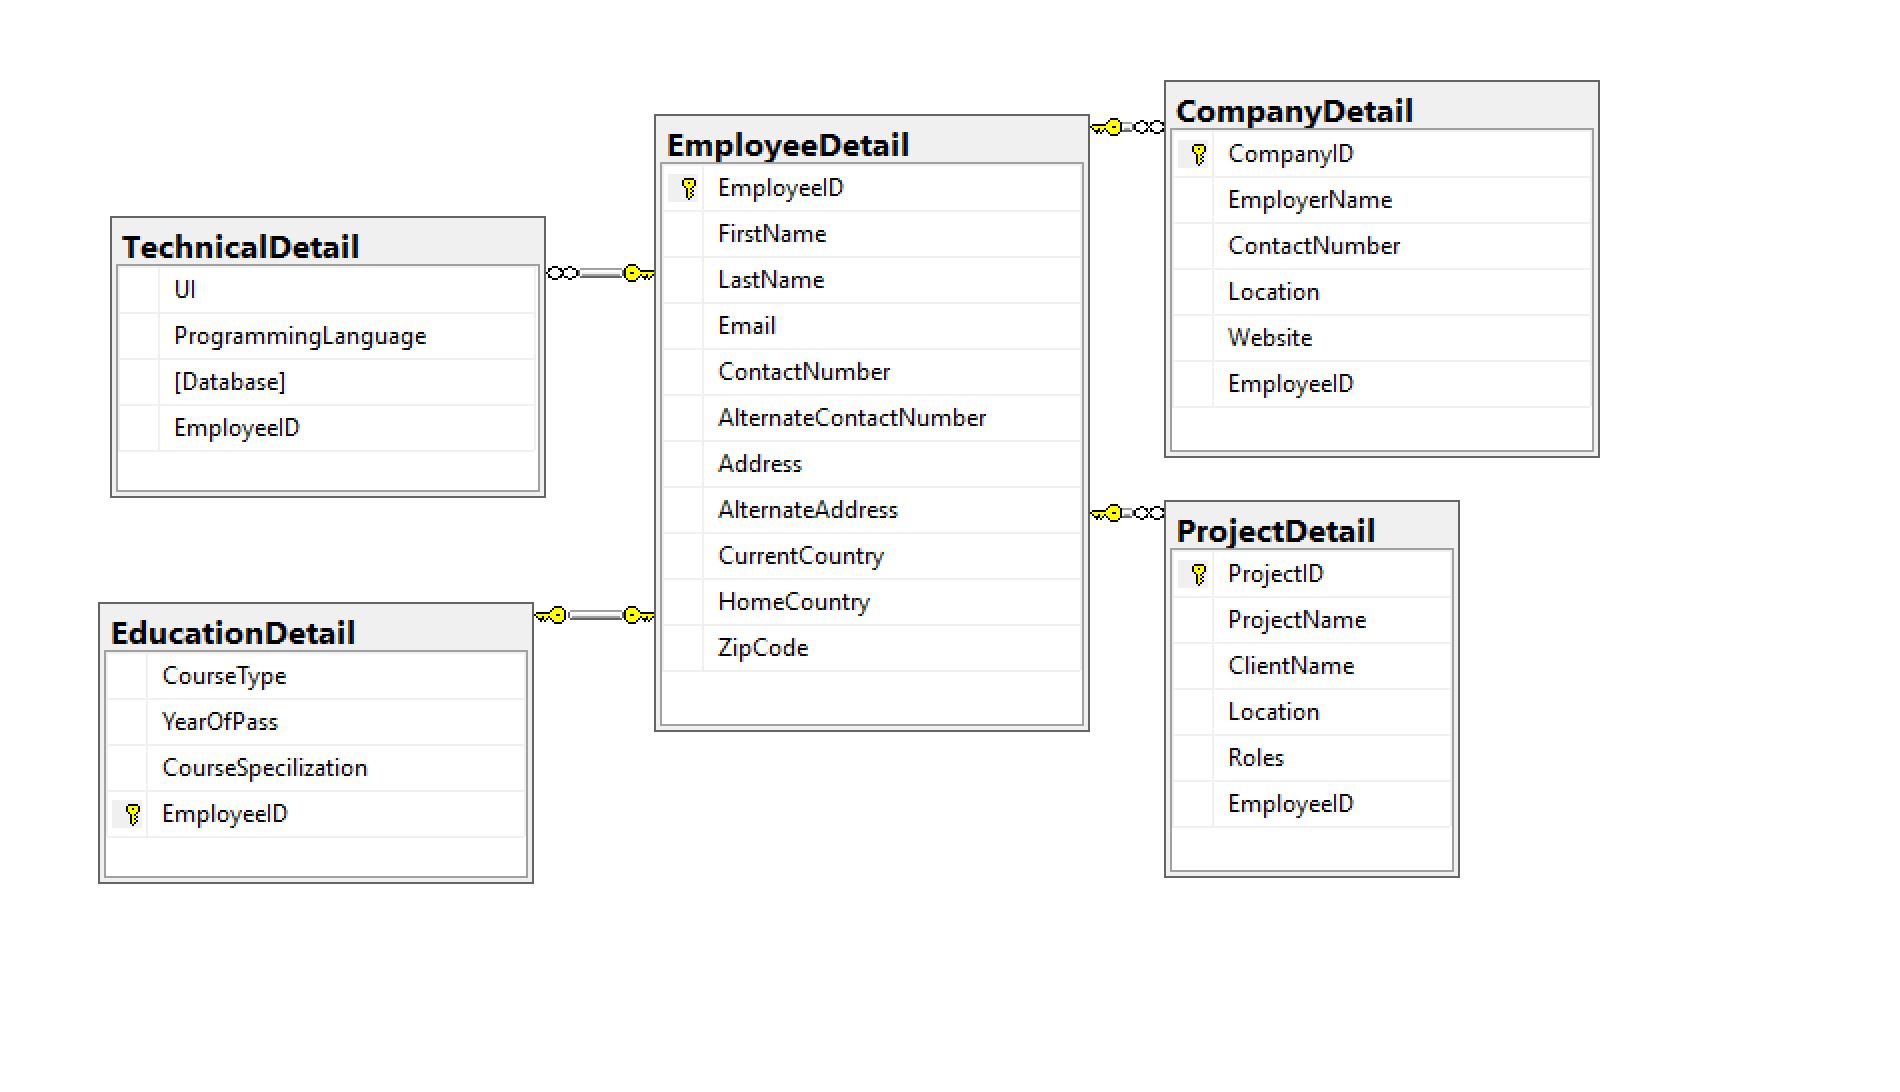 TechnicalDetail
UI
ProgrammingLanguage
[Database]
EmployeeID
EducationDetail
CourseType
YearOfPass
CourseSpecilization
EmployeeID
EmployeeDetail
EmployeeID
FirstName
LastName
Email
ContactNumber
AlternateContactNumber
Address
AlternateAddress
CurrentCountry
HomeCountry
ZipCode
CompanyDetail
CompanyID
EmployerName
ContactNumber
Location
Website
EmployeeID
ProjectDetail
ProjectID
ProjectName
ClientName
Location
Roles
EmployeeID